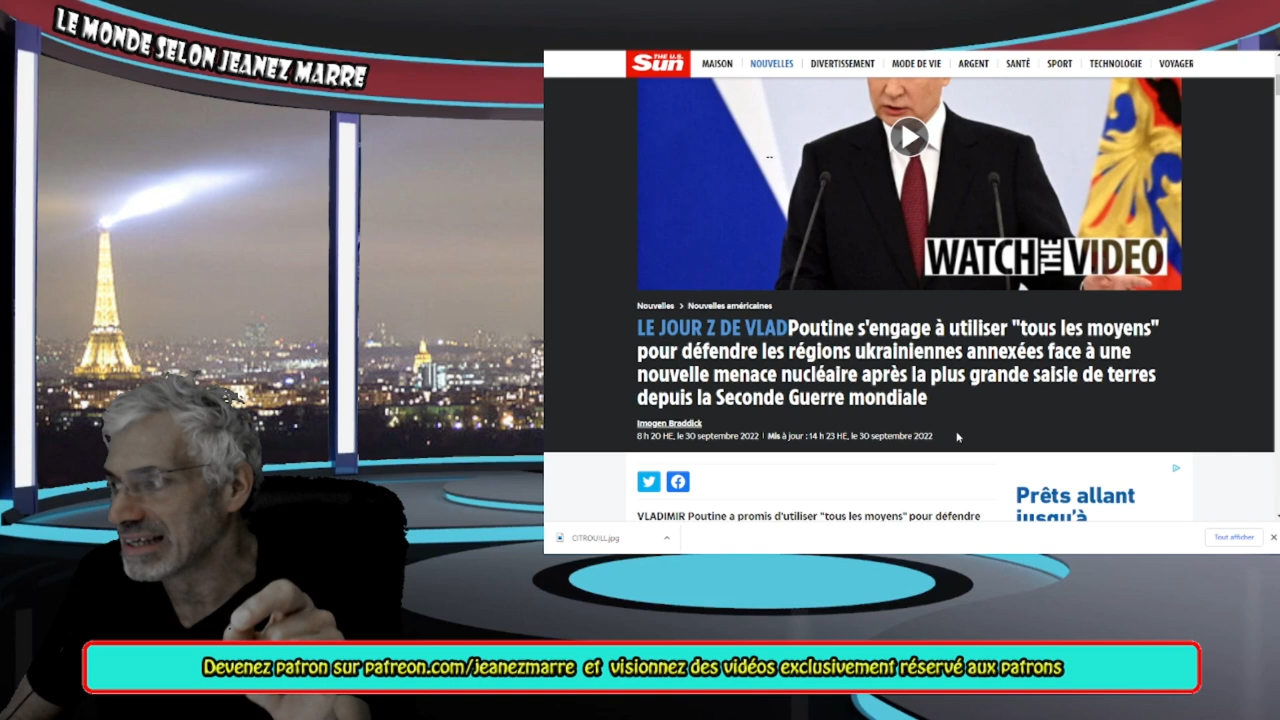 LE MONDE SELON JEANEZ MARRE
THE U.S. Sun
MAISON NOUVELLES DIVERTISSEMENT MODE DE VIE ARGENT SANTÉ SPORT TECHNOLOGIE VOYAGER
WATCH THE VIDEO
Nouvelles > Nouvelles américaines
LE JOUR Z DE VLADPoutine s'engage à utiliser "tous les moyens"
pour défendre les régions ukrainiennes annexées face à une
nouvelle menace nucléaire après la plus grande saisie de terres
depuis la Seconde Guerre mondiale
Imogen Braddick
8 h 20 HE, le 30 septembre 2022 | Mis à jour : 14 h 23 HE, le 30 septembre 2022
VLADIMIR Poutine a promis d'utiliser "tous les moyens" pour défendre
Prêts allant
jusqu'à
CITROUILL.jpg
Tout afficher
Devenez patron sur patreon.com/jeanezmarre et visionnez des vidéos exclusivement réservé aux patrons